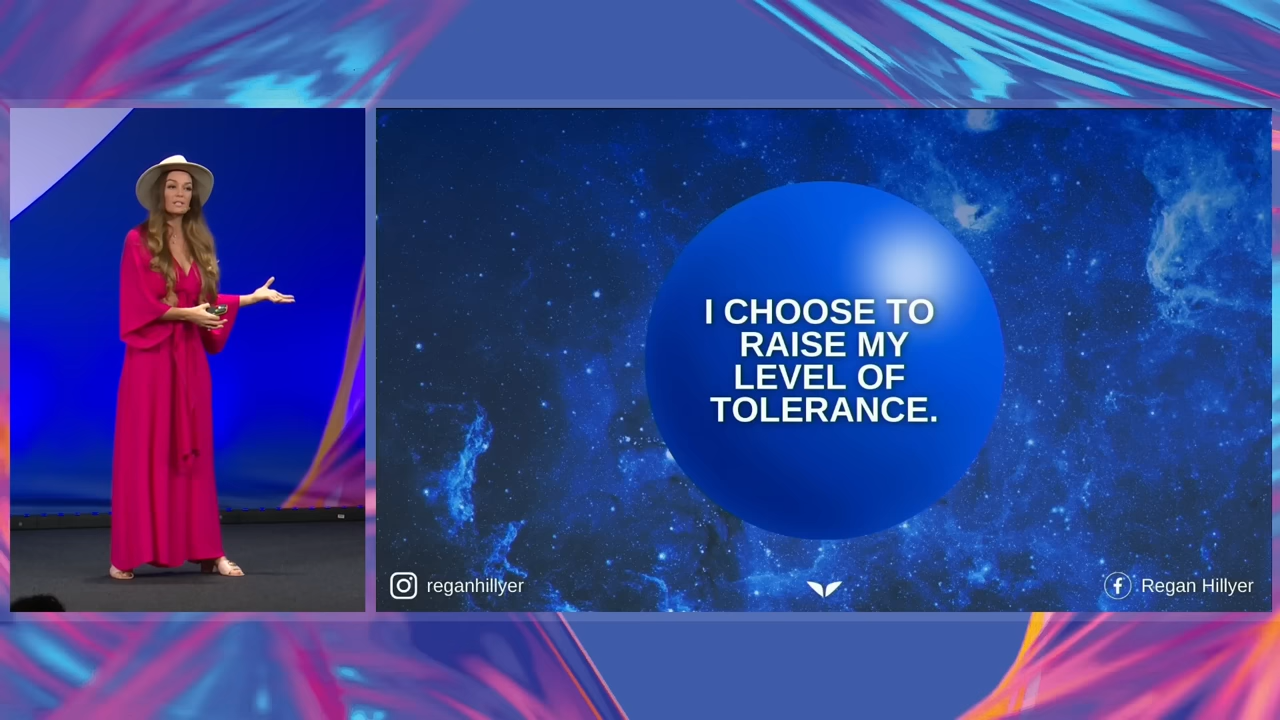 I CHOOSE TO
RAISE MY
LEVEL OF
TOLERANCE.
reganhillyer
Regan Hillyer